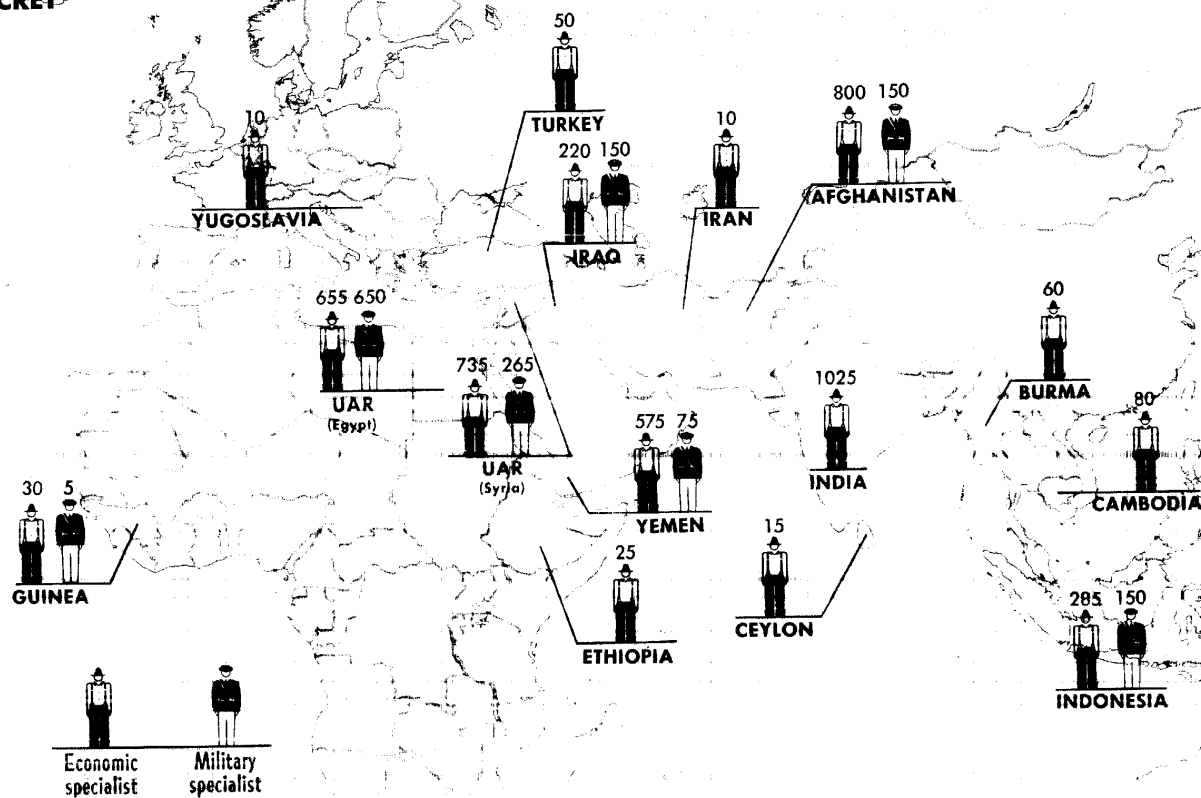 50
TURKEY
10
YUGOSLAVIA
220 150
IRAQ
10
IRAN
800 150
AFGHANISTAN
655 650
UAR
(Egypt)
735 265
UAR
(Syria)
575 75
YEMEN
1025
INDIA
60
BURMA
80
CAMBODIA
30 5
GUINEA
25
ETHIOPIA
15
CEYLON
285 150
INDONESIA
Economic
specialist
Military
specialist